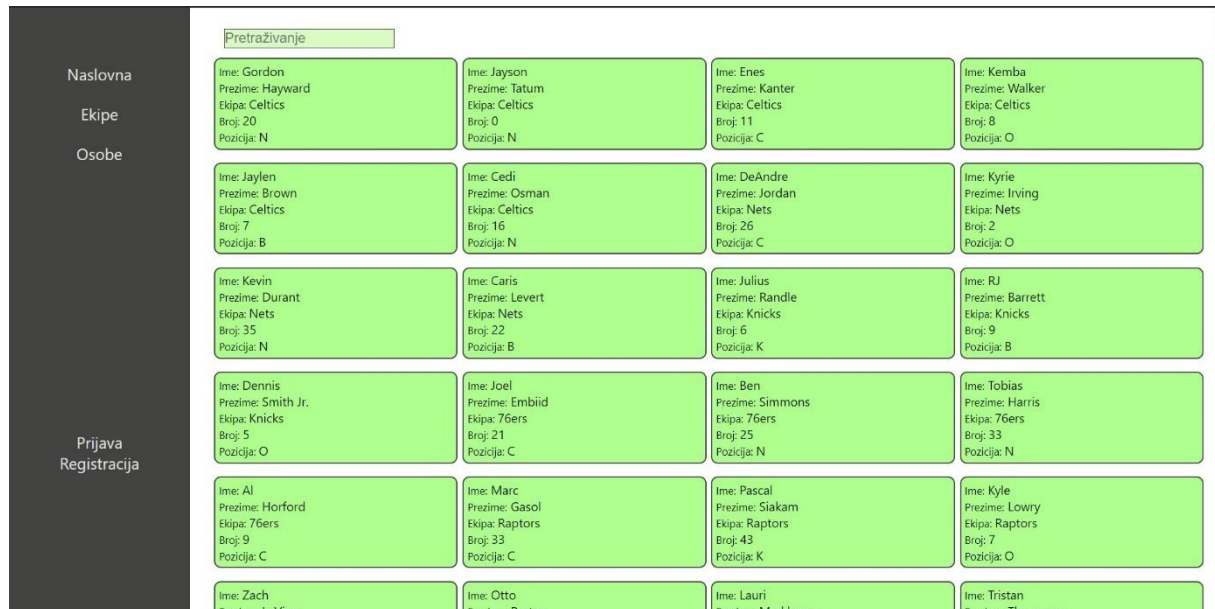 Naslovna
Ekipe
Osobe
Prijava
Registracija
Pretraživanje
Ime: Gordon
Prezime: Hayward
Ekipa: Celtics
Broj: 20
Pozicija: N
Ime: Jayson
Prezime: Tatum
Ekipa: Celtics
Broj: 0
Pozicija: N
Ime: Enes
Prezime: Kanter
Ekipa: Celtics
Broj: 11
Pozicija: C
Ime: Kemba
Prezime: Walker
Ekipa: Celtics
Broj: 8
Pozicija: O
Ime: Jaylen
Prezime: Brown
Ekipa: Celtics
Broj: 7
Pozicija: B
Ime: Cedi
Prezime: Osman
Ekipa: Celtics
Broj: 16
Pozicija: N
Ime: DeAndre
Prezime: Jordan
Ekipa: Nets
Broj: 26
Pozicija: C
Ime: Kyrie
Prezime: Irving
Ekipa: Nets
Broj: 2
Pozicija: O
Ime: Kevin
Prezime: Durant
Ekipa: Nets
Broj: 35
Pozicija: N
Ime: Caris
Prezime: Levert
Ekipa: Nets
Broj: 22
Pozicija: B
Ime: Julius
Prezime: Randle
Ekipa: Knicks
Broj: 6
Pozicija: K
Ime: RJ
Prezime: Barrett
Ekipa: Knicks
Broj: 9
Pozicija: B
Ime: Dennis
Prezime: Smith Jr.
Ekipa: Knicks
Broj: 5
Pozicija: O
Ime: Joel
Prezime: Embiid
Ekipa: 76ers
Broj: 21
Pozicija: C
Ime: Ben
Prezime: Simmons
Ekipa: 76ers
Broj: 25
Pozicija: N
Ime: Tobias
Prezime: Harris
Ekipa: 76ers
Broj: 33
Pozicija: N
Ime: Al
Prezime: Horford
Ekipa: 76ers
Broj: 9
Pozicija: C
Ime: Marc
Prezime: Gasol
Ekipa: Raptors
Broj: 33
Pozicija: C
Ime: Pascal
Prezime: Siakam
Ekipa: Raptors
Broj: 43
Pozicija: K
Ime: Kyle
Prezime: Lowry
Ekipa: Raptors
Broj: 7
Pozicija: O
Ime: Zach
Ime: Otto
Ime: Lauri
Ime: Tristan